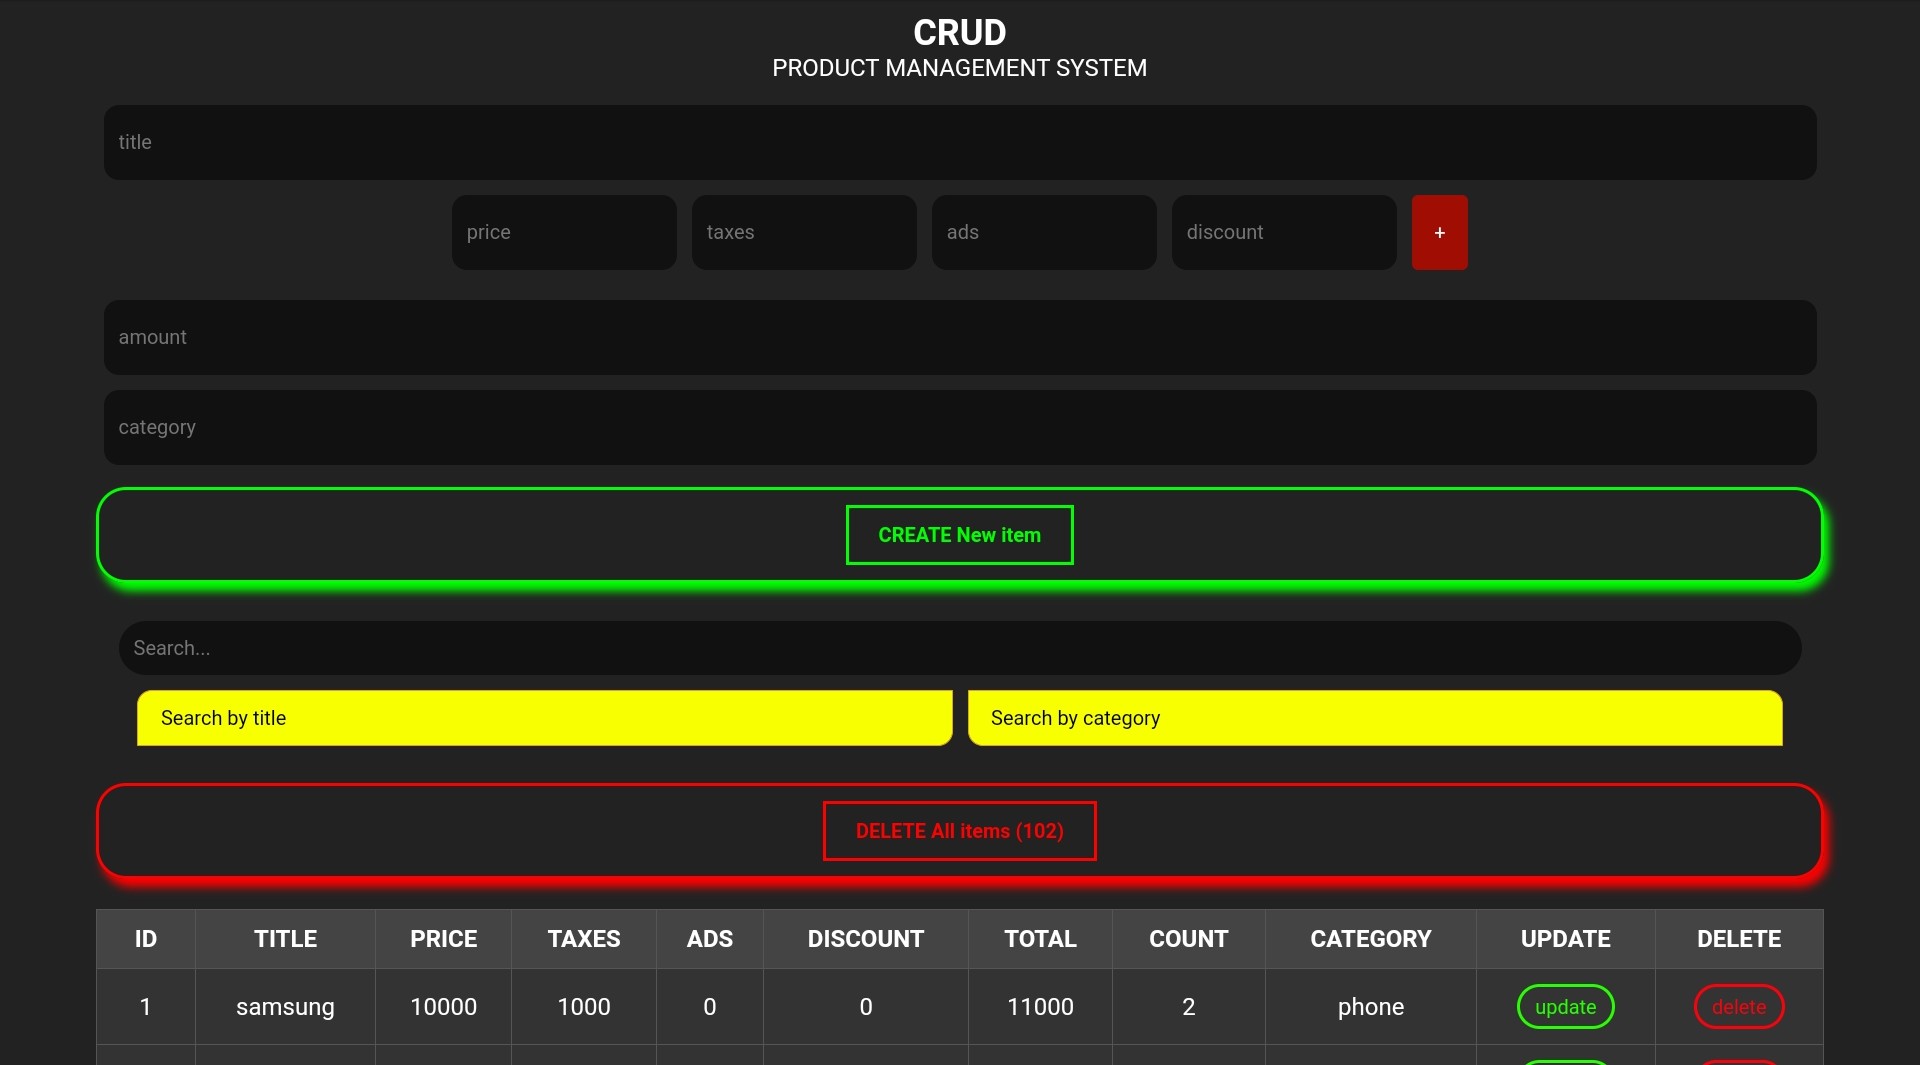 CRUD
PRODUCT MANAGEMENT SYSTEM
title
price taxes ads discount +
amount
category
CREATE New item
Search...
Search by title Search by category
DELETE All items (102)
ID TITLE PRICE TAXES ADS DISCOUNT TOTAL COUNT CATEGORY UPDATE DELETE
1 samsung 10000 1000 0 0 11000 2 phone update delete